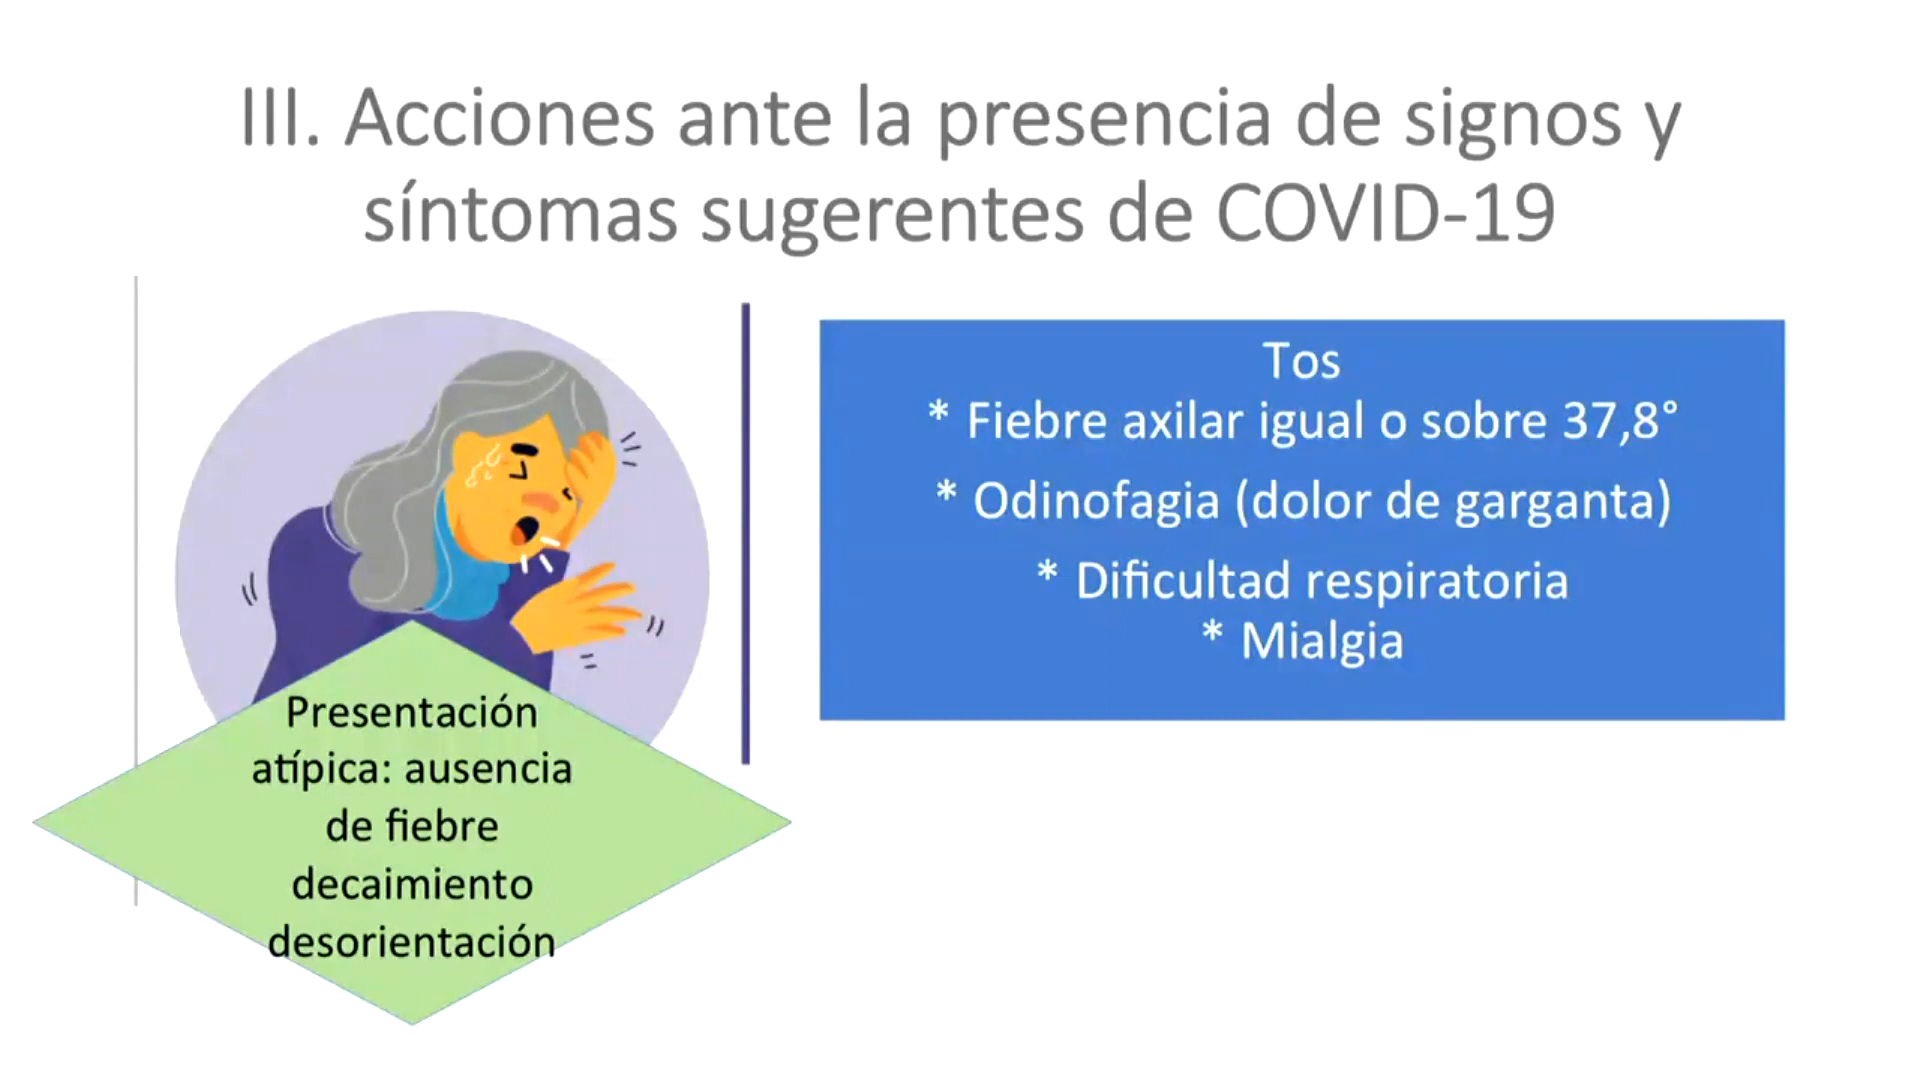 III. Acciones ante la presencia de signos y
síntomas sugerentes de COVID-19
Tos
* Fiebre axilar igual o sobre 37,8°
* Odinofagia (dolor de garganta)
* Dificultad respiratoria
* Mialgia
Presentación
atípica: ausencia
de fiebre
decaimiento
desorientación